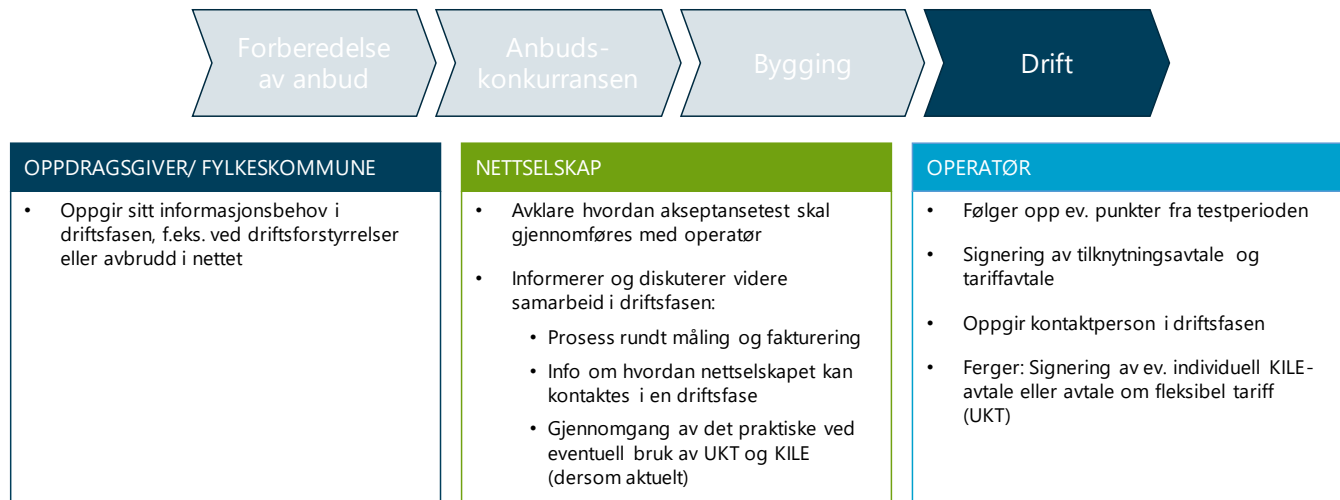 Forberedelse
av anbud
Anbuds-
konkurransen
Bygging
Drift
OPPDRAGSGIVER/ FYLKESKOMMUNE
• Oppgir sitt informasjonsbehov i
driftsfasen, f.eks. ved driftsforstyrrelser
eller avbrudd i nettet
NETTSELSKAP
• Avklare hvordan akseptansetest skal
gjennomføres med operatør
• Informerer og diskuterer videre
samarbeid i driftsfasen:
• Prosess rundt måling og fakturering
• Info om hvordan nettselskapet kan
kontaktes i en driftsfase
• Gjennomgang av det praktiske ved
eventuell bruk av UKT og KILE
(dersom aktuelt)
OPERATØR
• Følger opp ev. punkter fra testperioden
• Signering av tilknytningsavtale og
tariffavtale
• Oppgir kontaktperson i driftsfasen
• Ferger: Signering av ev. individuell KILE-
avtale eller avtale om fleksibel tariff
(UKT)